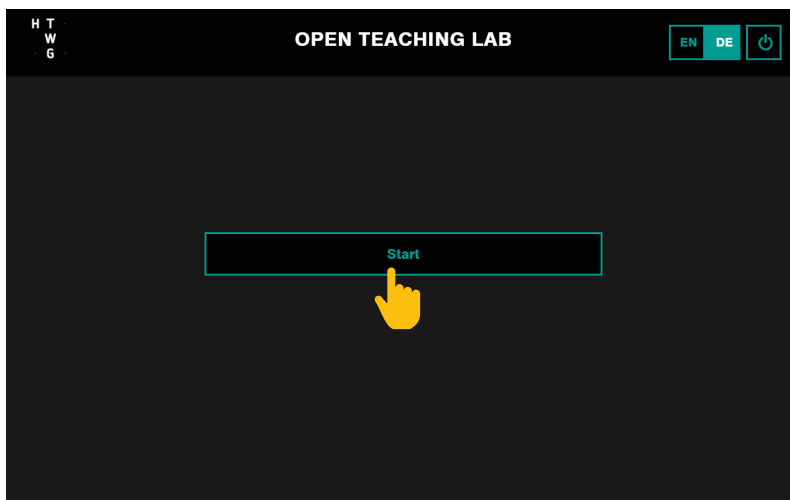 H T
W
G
OPEN TEACHING LAB
EN DE
Start